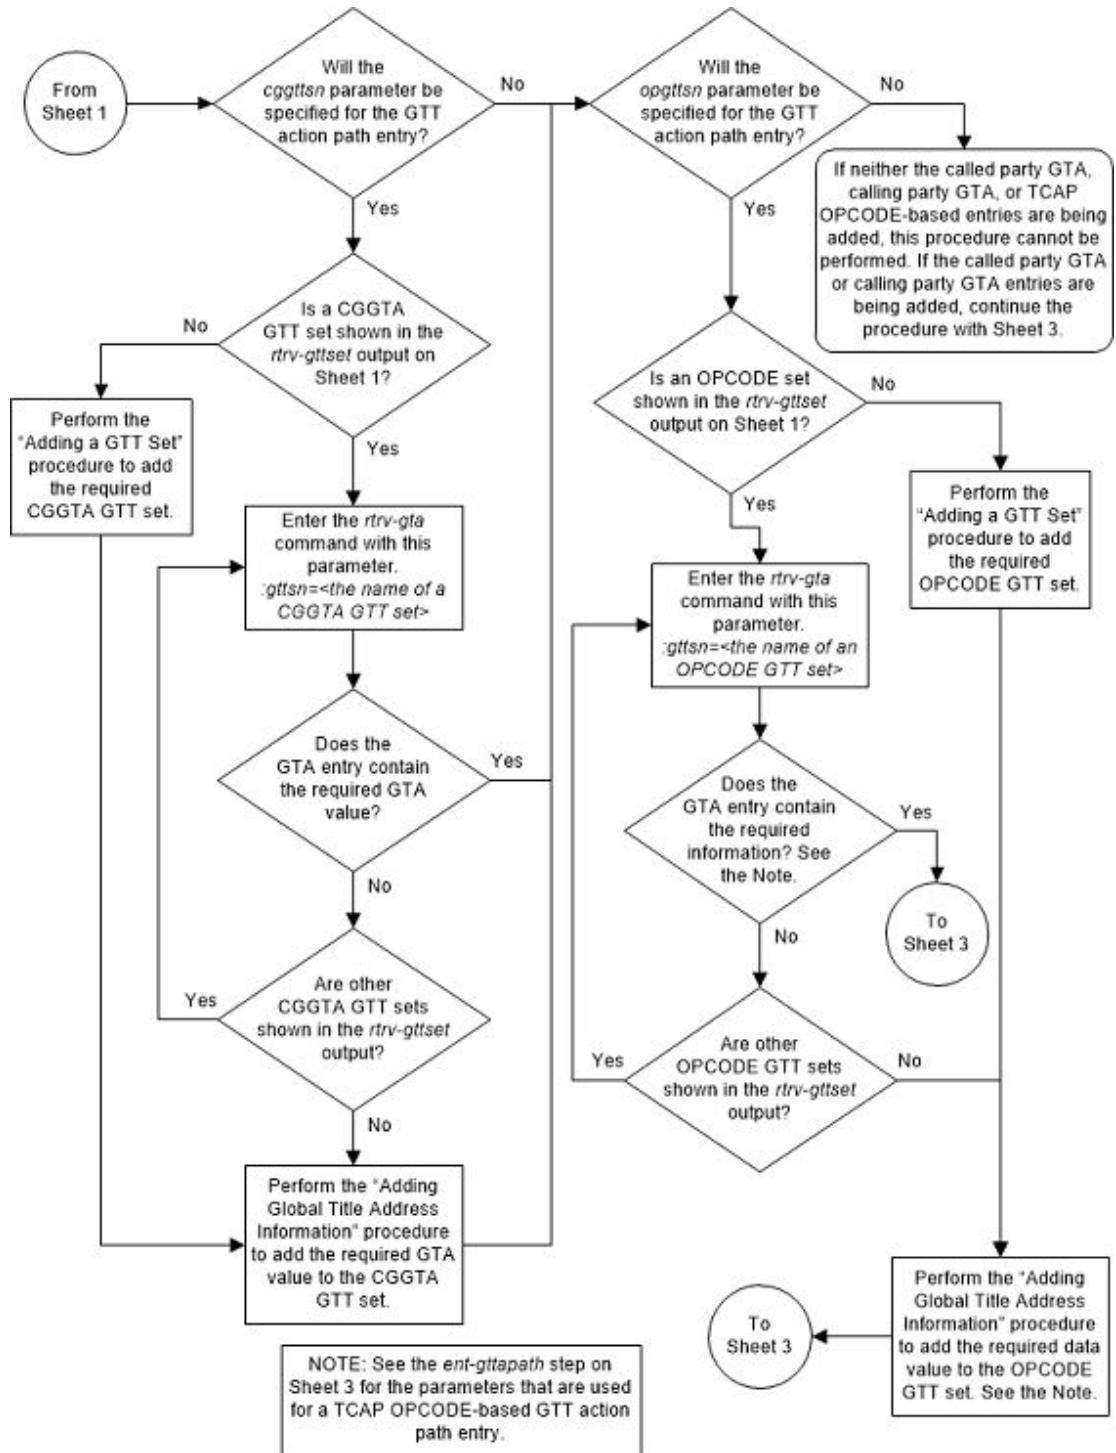 From
Sheet 1
Will the
cggttsn parameter be
specified for the GTT
action path entry?
No
Yes
Will the
opgttsn parameter be
specified for the GTT
action path entry?
No
Yes
If neither the called party GTA,
calling party GTA, or TCAP
OPCODE-based entries are being
added, this procedure cannot be
performed. If the called party GTA
or calling party GTA entries are
being added, continue the
procedure with Sheet 3.
Is a CGGTA
GTT set shown in the
rtrv-gttset output on
Sheet 1?
No
Yes
Perform the
“Adding a GTT Set”
procedure to add
the required
CGGTA GTT set.
Is an OPCODE set
shown in the rtrv-gttset
output on Sheet 1?
No
Yes
Perform the
“Adding a GTT Set”
procedure to add
the required
OPCODE GTT set.
Enter the rtrv-gta
command with this
parameter.
:gttsn=<the name of a
CGGTA GTT set>
Enter the rtrv-gta
command with this
parameter.
:gttsn=<the name of an
OPCODE GTT set>
Does the
GTA entry contain
the required GTA
value?
Yes
No
Does the
GTA entry contain
the required
information? See
the Note.
Yes
No
To
Sheet 3
Are other
CGGTA GTT sets
shown in the rtrv-gttset
output?
Yes
No
Are other
OPCODE GTT sets
shown in the rtrv-gttset
output?
Yes
No
Perform the “Adding
Global Title Address
Information” procedure
to add the required GTA
value to the CGGTA
GTT set.
Perform the “Adding
Global Title Address
Information” procedure
to add the required data
value to the OPCODE
GTT set. See the Note.
To
Sheet 3
NOTE: See the ent-gttapath step on
Sheet 3 for the parameters that are used
for a TCAP OPCODE-based GTT action
path entry.